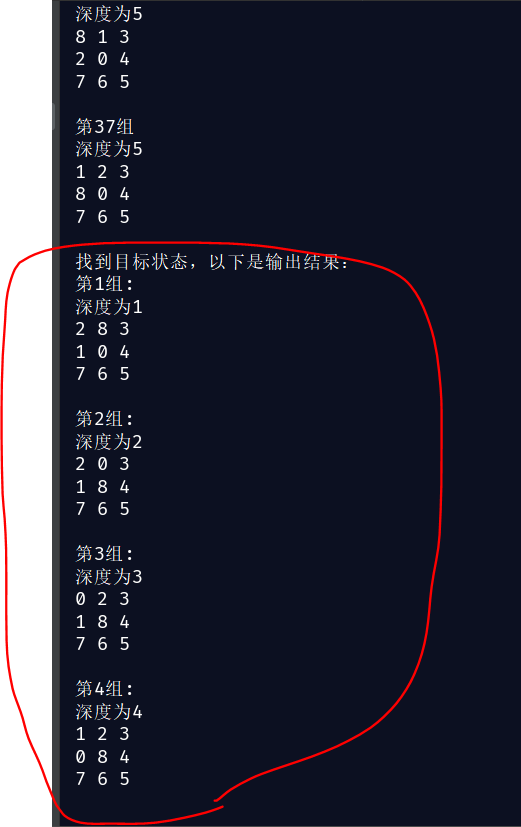 深度为5
8 1 3
2 0 4
7 6 5
第37组
深度为5
1 2 3
8 0 4
7 6 5
找到目标状态，以下是输出结果：
第1组：
深度为1
2 8 3
1 0 4
7 6 5
第2组：
深度为2
2 0 3
1 8 4
7 6 5
第3组：
深度为3
0 2 3
1 8 4
7 6 5
第4组：
深度为4
1 2 3
0 8 4
7 6 5